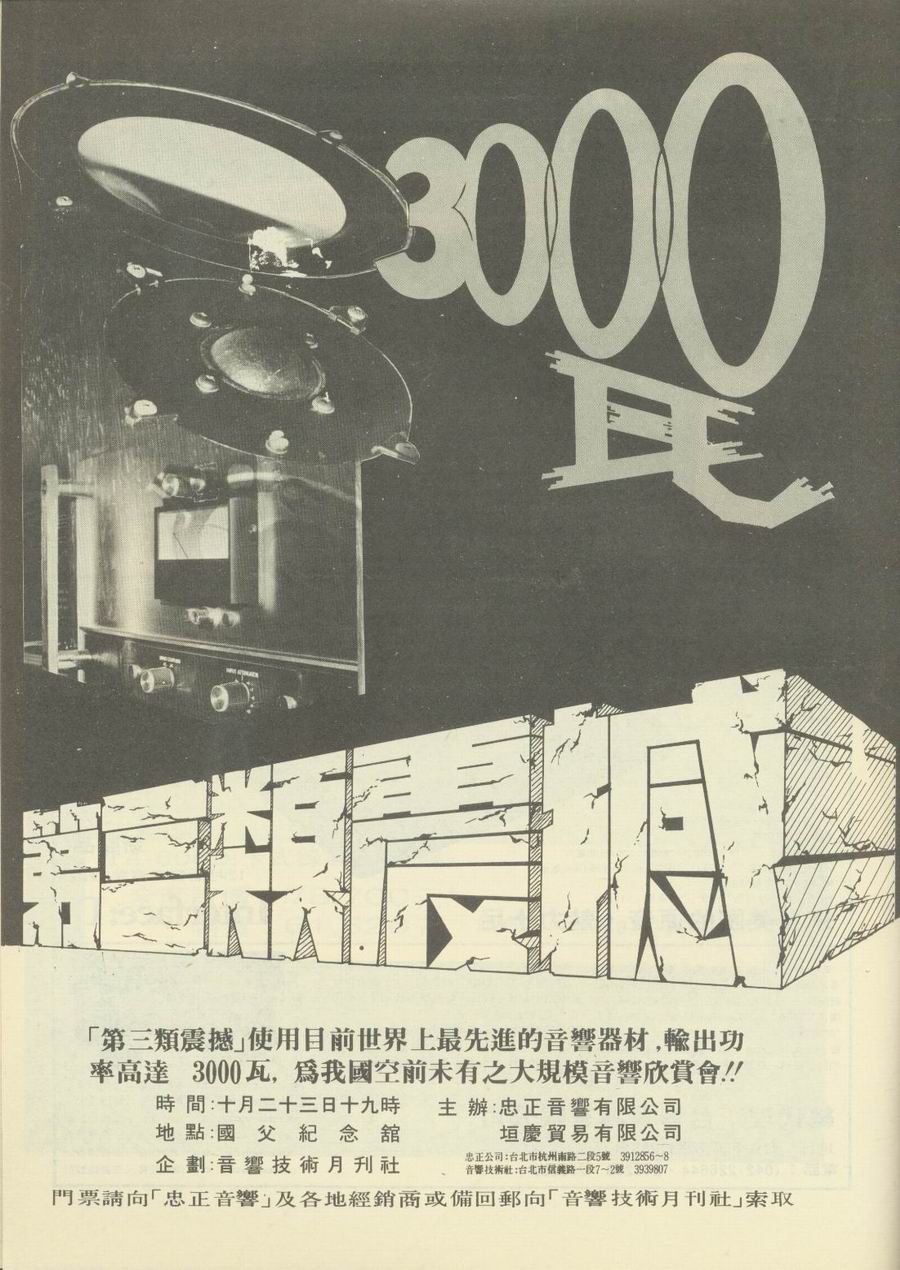 3000
瓦
第三類震撼
「第三類震撼」使用目前世界上最先進的音響器材，輸出功
率高達 3000瓦，爲我國空前未有之大規模音響欣賞會!!
時間:十月二十三日十九時 主辦:忠正音響有限公司
地點:國父紀念舘 垣慶貿易有限公司
企劃:音響技術月刊社
忠正公司:台北市杭州南路二段5號 3912856~8
音響技術社:台北市信義路一段7~2號 3939807
門票請向「忠正音響」及各地經銷商或備回郵向「音響技術月刊社」索取